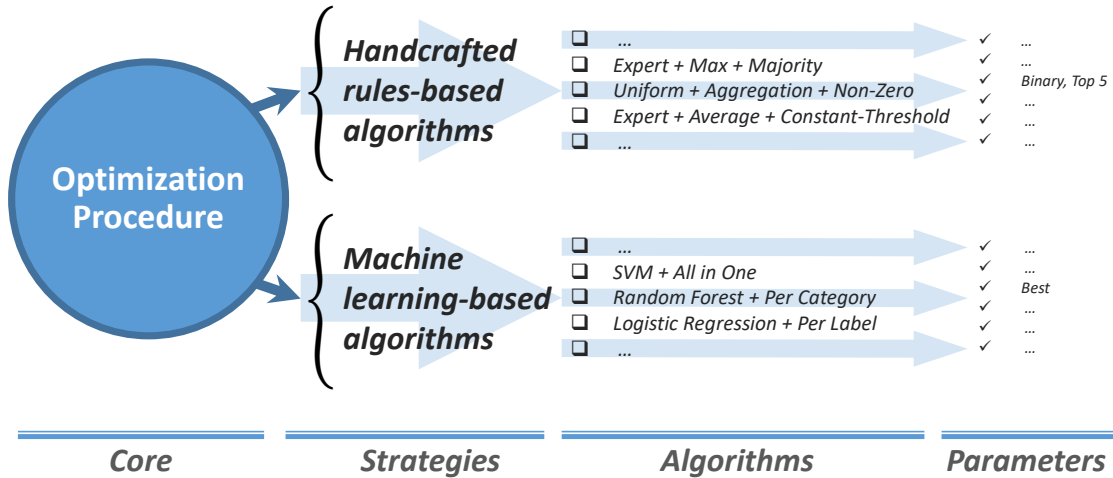 Optimization
Procedure
Handcrafted
rules-based
algorithms
...
Expert + Max + Majority
Uniform + Aggregation + Non-Zero
Expert + Average + Constant-Threshold
...
...
...
Binary, Top 5
...
...
...
Machine
learning-based
algorithms
...
SVM + All in One
Random Forest + Per Category
Logistic Regression + Per Label
...
...
...
Best
...
...
...
Core
Strategies
Algorithms
Parameters